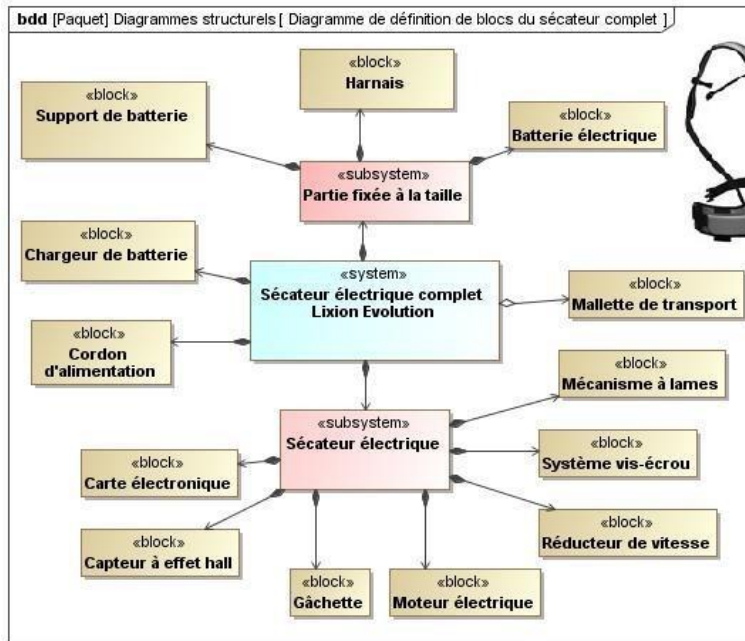 bdd [Paquet] Diagrammes structurels [ Diagramme de définition de blocs du sécateur complet ]
«block»
Support de batterie
«block»
Harnais
«block»
Batterie électrique
«subsystem»
Partie fixée à la taille
«block»
Chargeur de batterie
«system»
Sécateur électrique complet
Lixion Evolution
«block»
Mallette de transport
«block»
Cordon
d'alimentation
«block»
Mécanisme à lames
«subsystem»
Sécateur électrique
«block»
Système vis-écrou
«block»
Carte électronique
«block»
Réducteur de vitesse
«block»
Capteur à effet hall
«block»
Gâchette
«block»
Moteur électrique